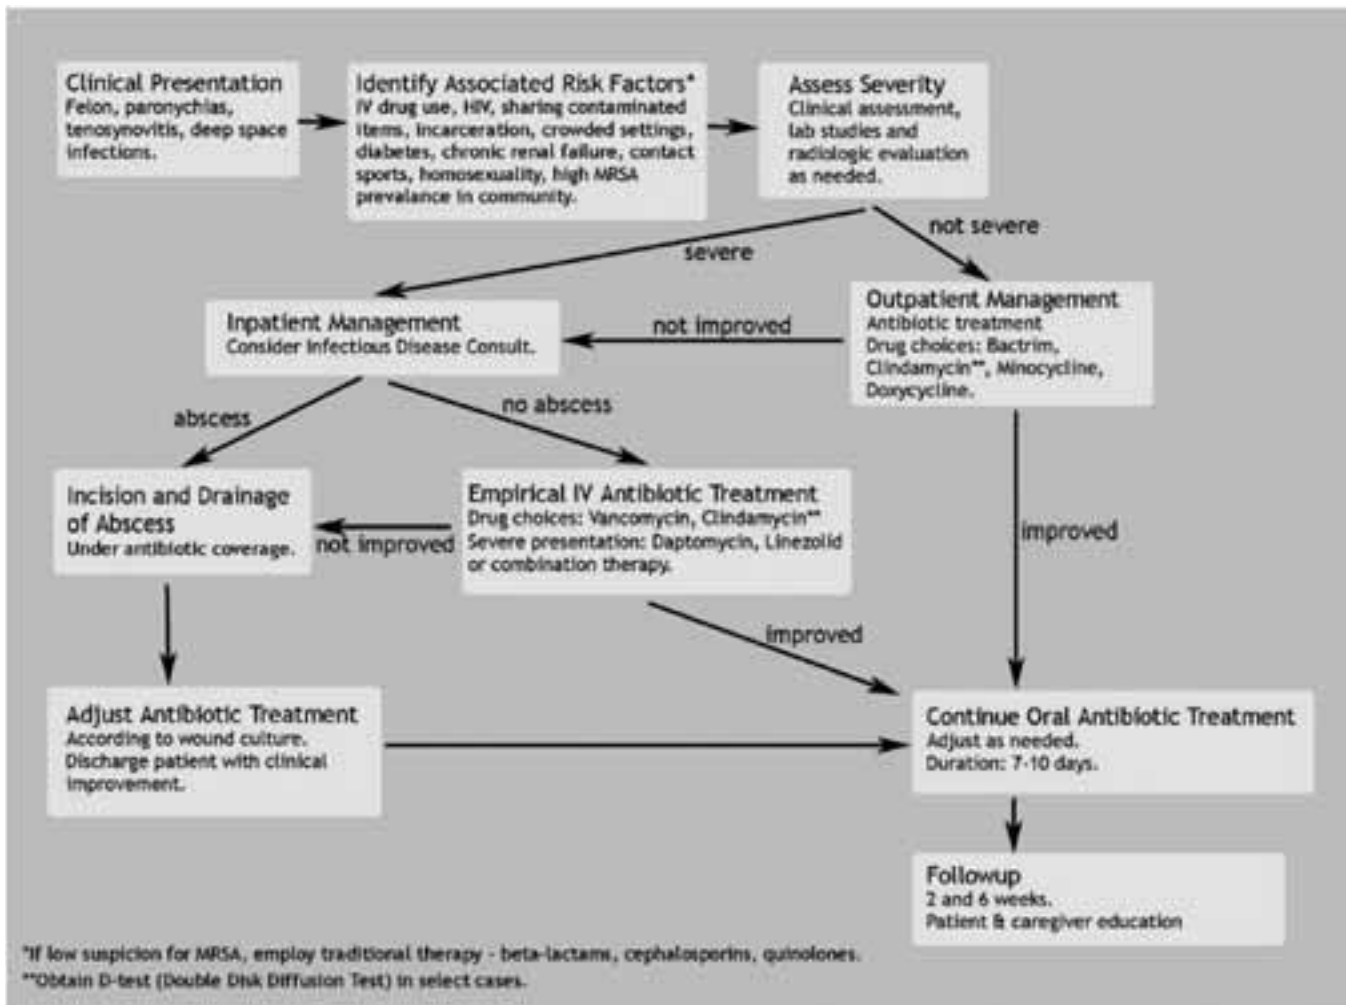 Clinical Presentation
Felon, paronychias,
tenosynovitis, deep space
infections.
Identify Associated Risk Factors*
IV drug use, HIV, sharing contaminated
items, incarceration, crowded settings,
diabetes, chronic renal failure, contact
sports, homosexuality, high MRSA
prevalance in community.
Assess Severity
Clinical assessment,
lab studies and
radiologic evaluation
as needed.
severe
not severe
Inpatient Management
Consider Infectious Disease Consult.
not improved
Outpatient Management
Antibiotic treatment
Drug choices: Bactrim,
Clindamycin**, Minocycline,
Doxycycline.
abscess
no abscess
improved
Incision and Drainage
of Abscess
Under antibiotic coverage.
not improved
Empirical IV Antibiotic Treatment
Drug choices: Vancomycin, Clindamycin**
Severe presentation: Daptomycin, Linezolid
or combination therapy.
improved
Adjust Antibiotic Treatment
According to wound culture.
Discharge patient with clinical
improvement.
Continue Oral Antibiotic Treatment
Adjust as needed.
Duration: 7-10 days.
Followup
2 and 6 weeks.
Patient & caregiver education
*If low suspicion for MRSA, employ traditional therapy - beta-lactams, cephalosporins, quinolones.
**Obtain D-test (Double Disk Diffusion Test) in select cases.